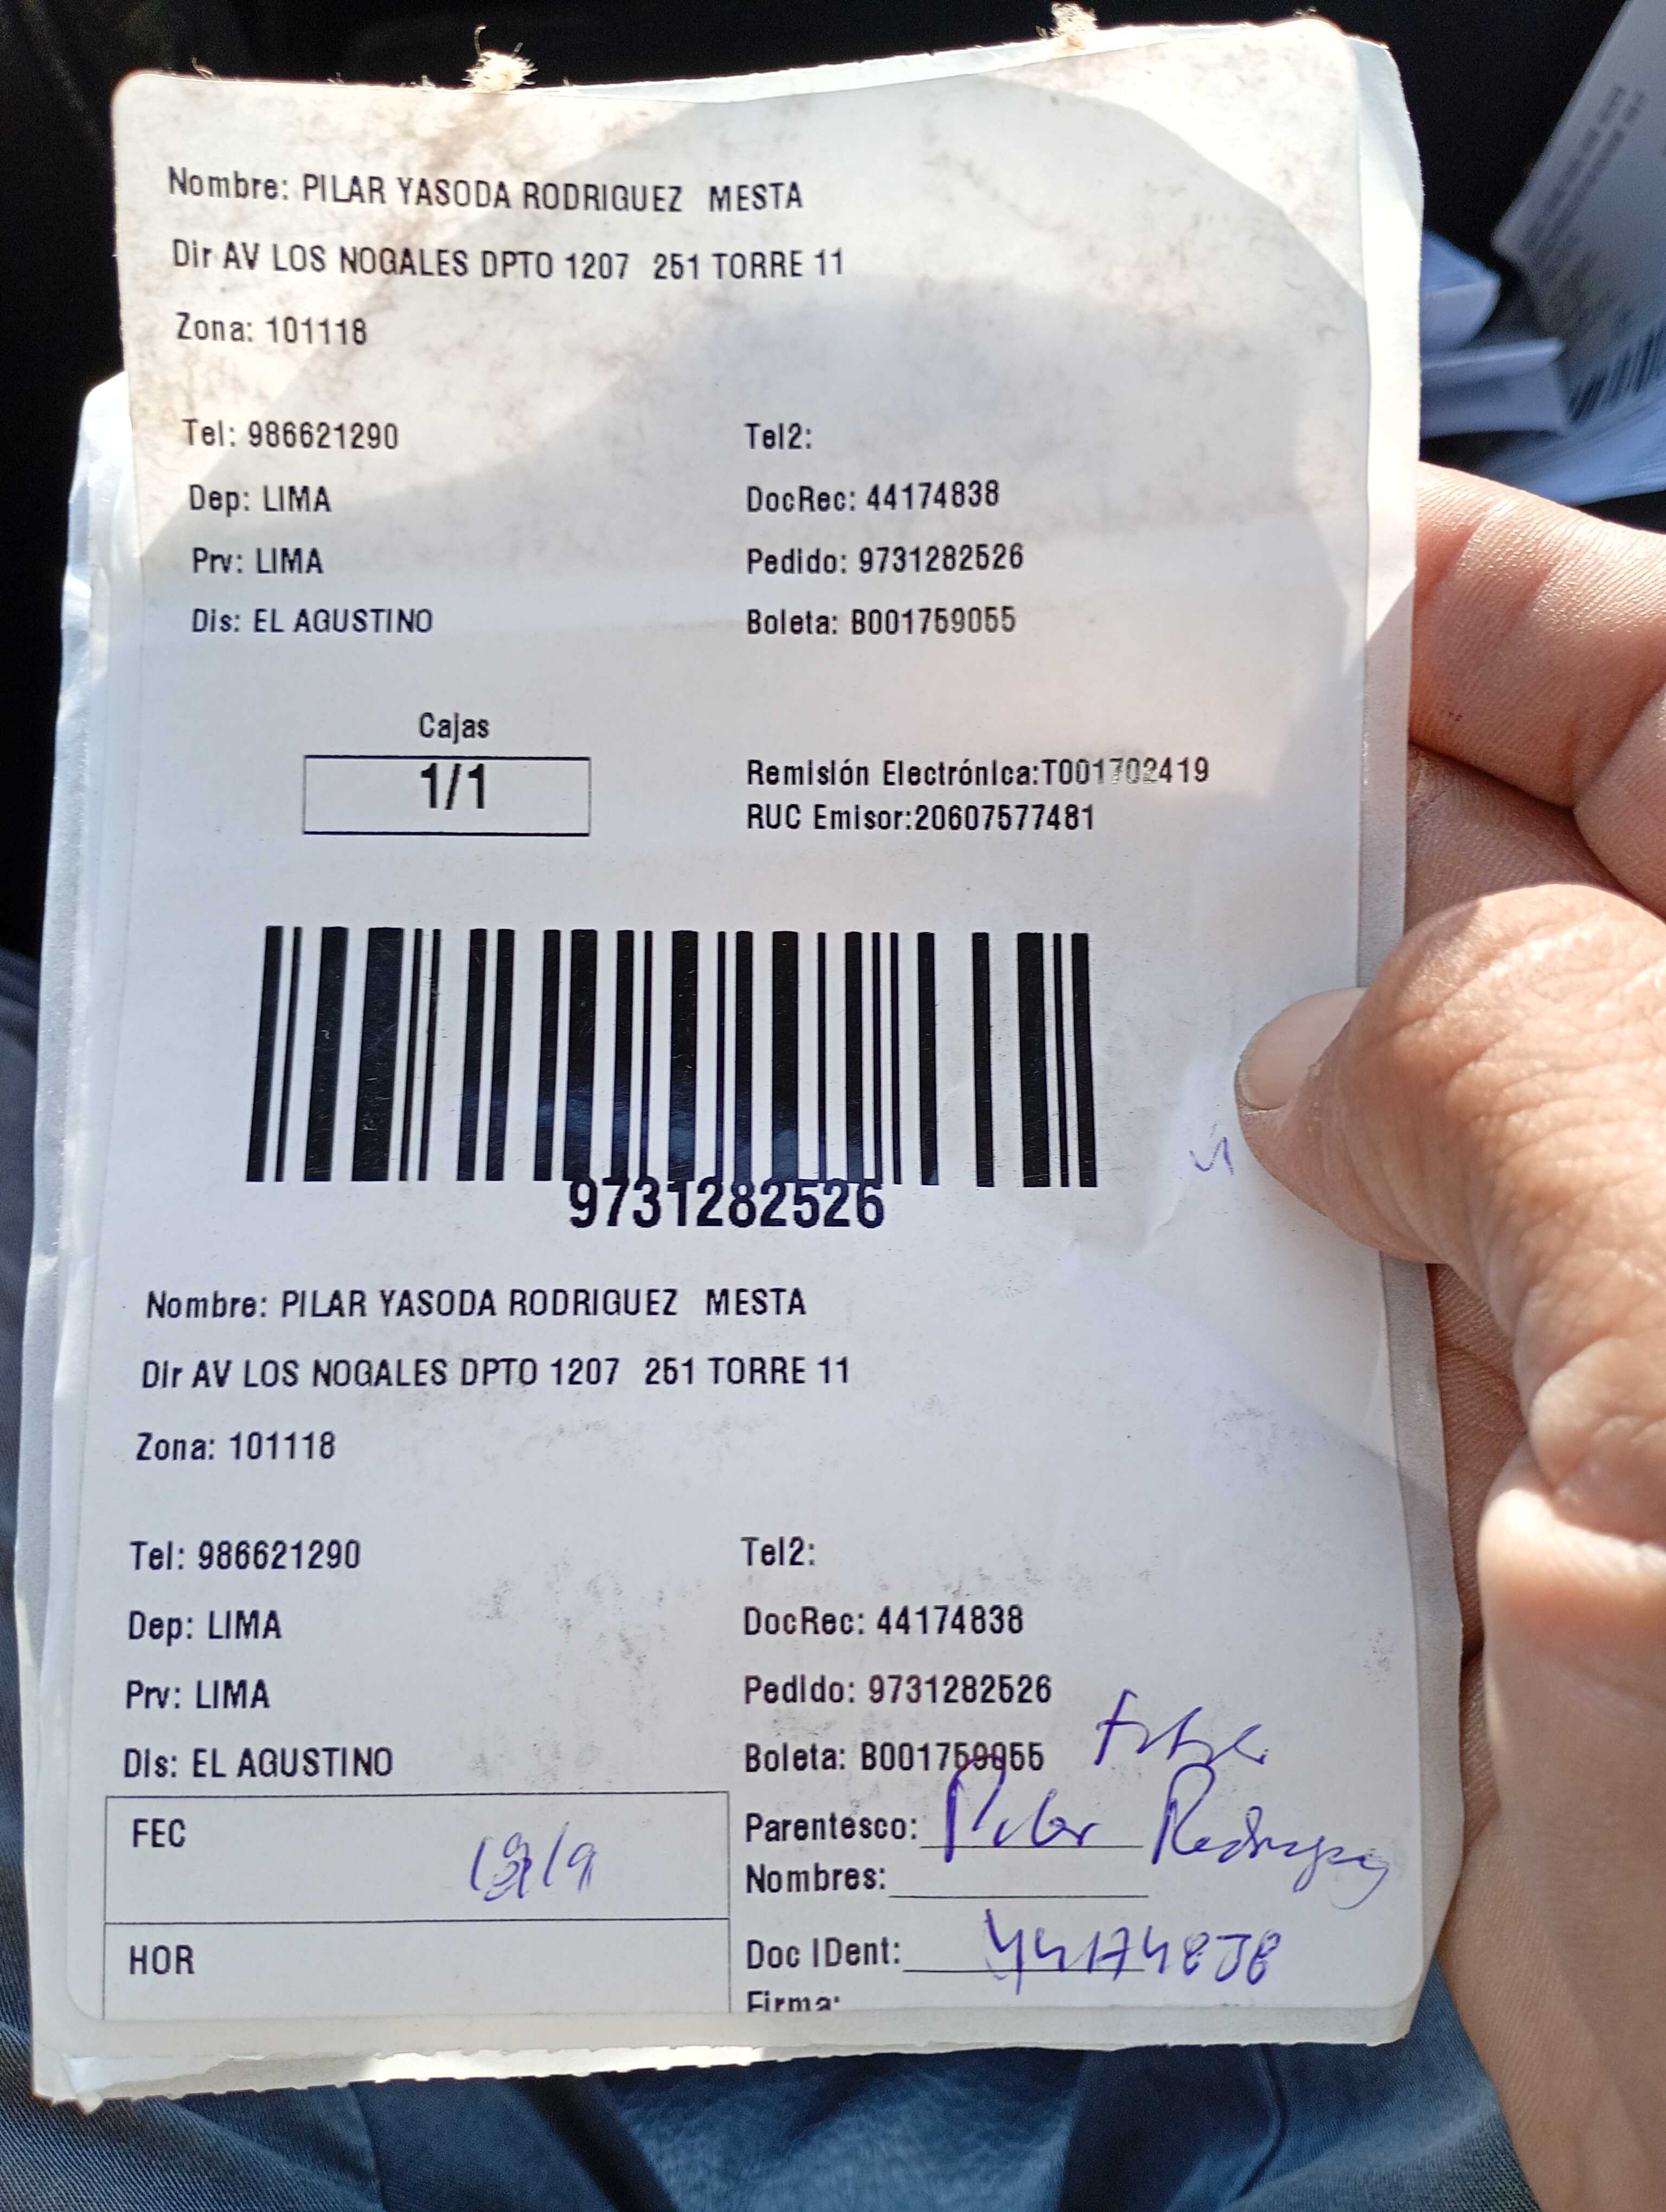 Nombre: PILAR YASODA RODRIGUEZ MESTA
Dir AV LOS NOGALES DPTO 1207 251 TORRE 11
Zona: 101118
Tel: 986621290 Tel2:
Dep: LIMA DocRec: 44174838
Prv: LIMA Pedido: 9731282526
Dis: EL AGUSTINO Boleta: B001759055
Cajas
1/1
Remisión Electrónica:T001702419
RUC Emisor:20607577481
9731282526
Nombre: PILAR YASODA RODRIGUEZ MESTA
Dir AV LOS NOGALES DPTO 1207 251 TORRE 11
Zona: 101118
Tel: 986621290 Tel2:
Dep: LIMA DocRec: 44174838
Prv: LIMA Pedido: 9731282526
Dis: EL AGUSTINO Boleta: B001759055
FEC Parentesco: Pilar Rodriguez
Nombres:
HOR Doc IDent: 44174838
Firma: